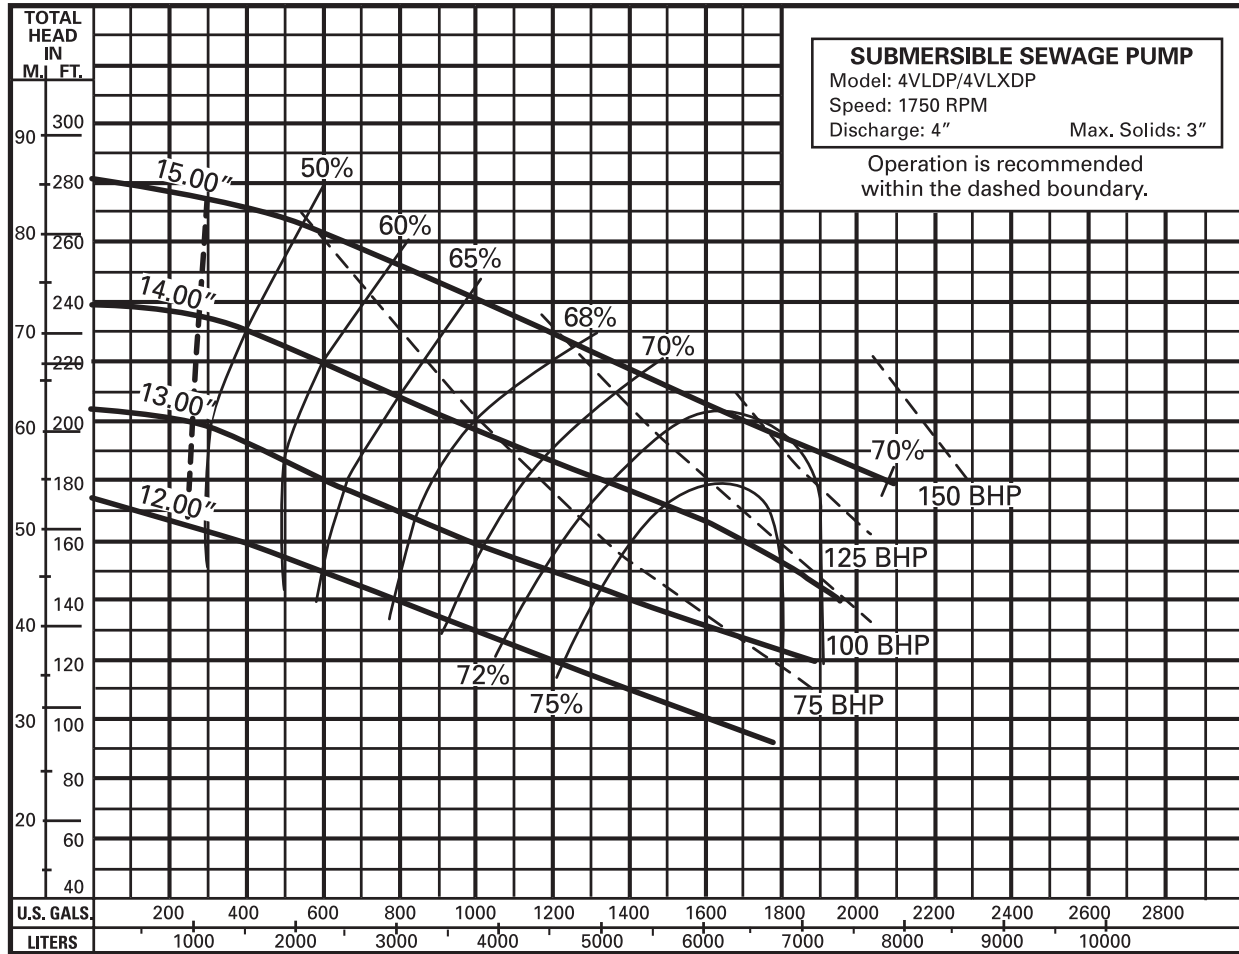 TOTAL
HEAD
IN
M. FT.
SUBMERSIBLE SEWAGE PUMP
Model: 4VLDP/4VLXDP
Speed: 1750 RPM
Discharge: 4″ Max. Solids: 3″
Operation is recommended
within the dashed boundary.
300
90
280
80
260
240
70
220
60
200
180
50
160
140
40
120
30
100
80
20
60
40
15.00″
14.00″
13.00″
12.00″
50%
60%
65%
68%
70%
70%
72%
75%
150 BHP
125 BHP
100 BHP
75 BHP
U.S. GALS. 200 400 600 800 1000 1200 1400 1600 1800 2000 2200 2400 2600 2800
LITERS 1000 2000 3000 4000 5000 6000 7000 8000 9000 10000